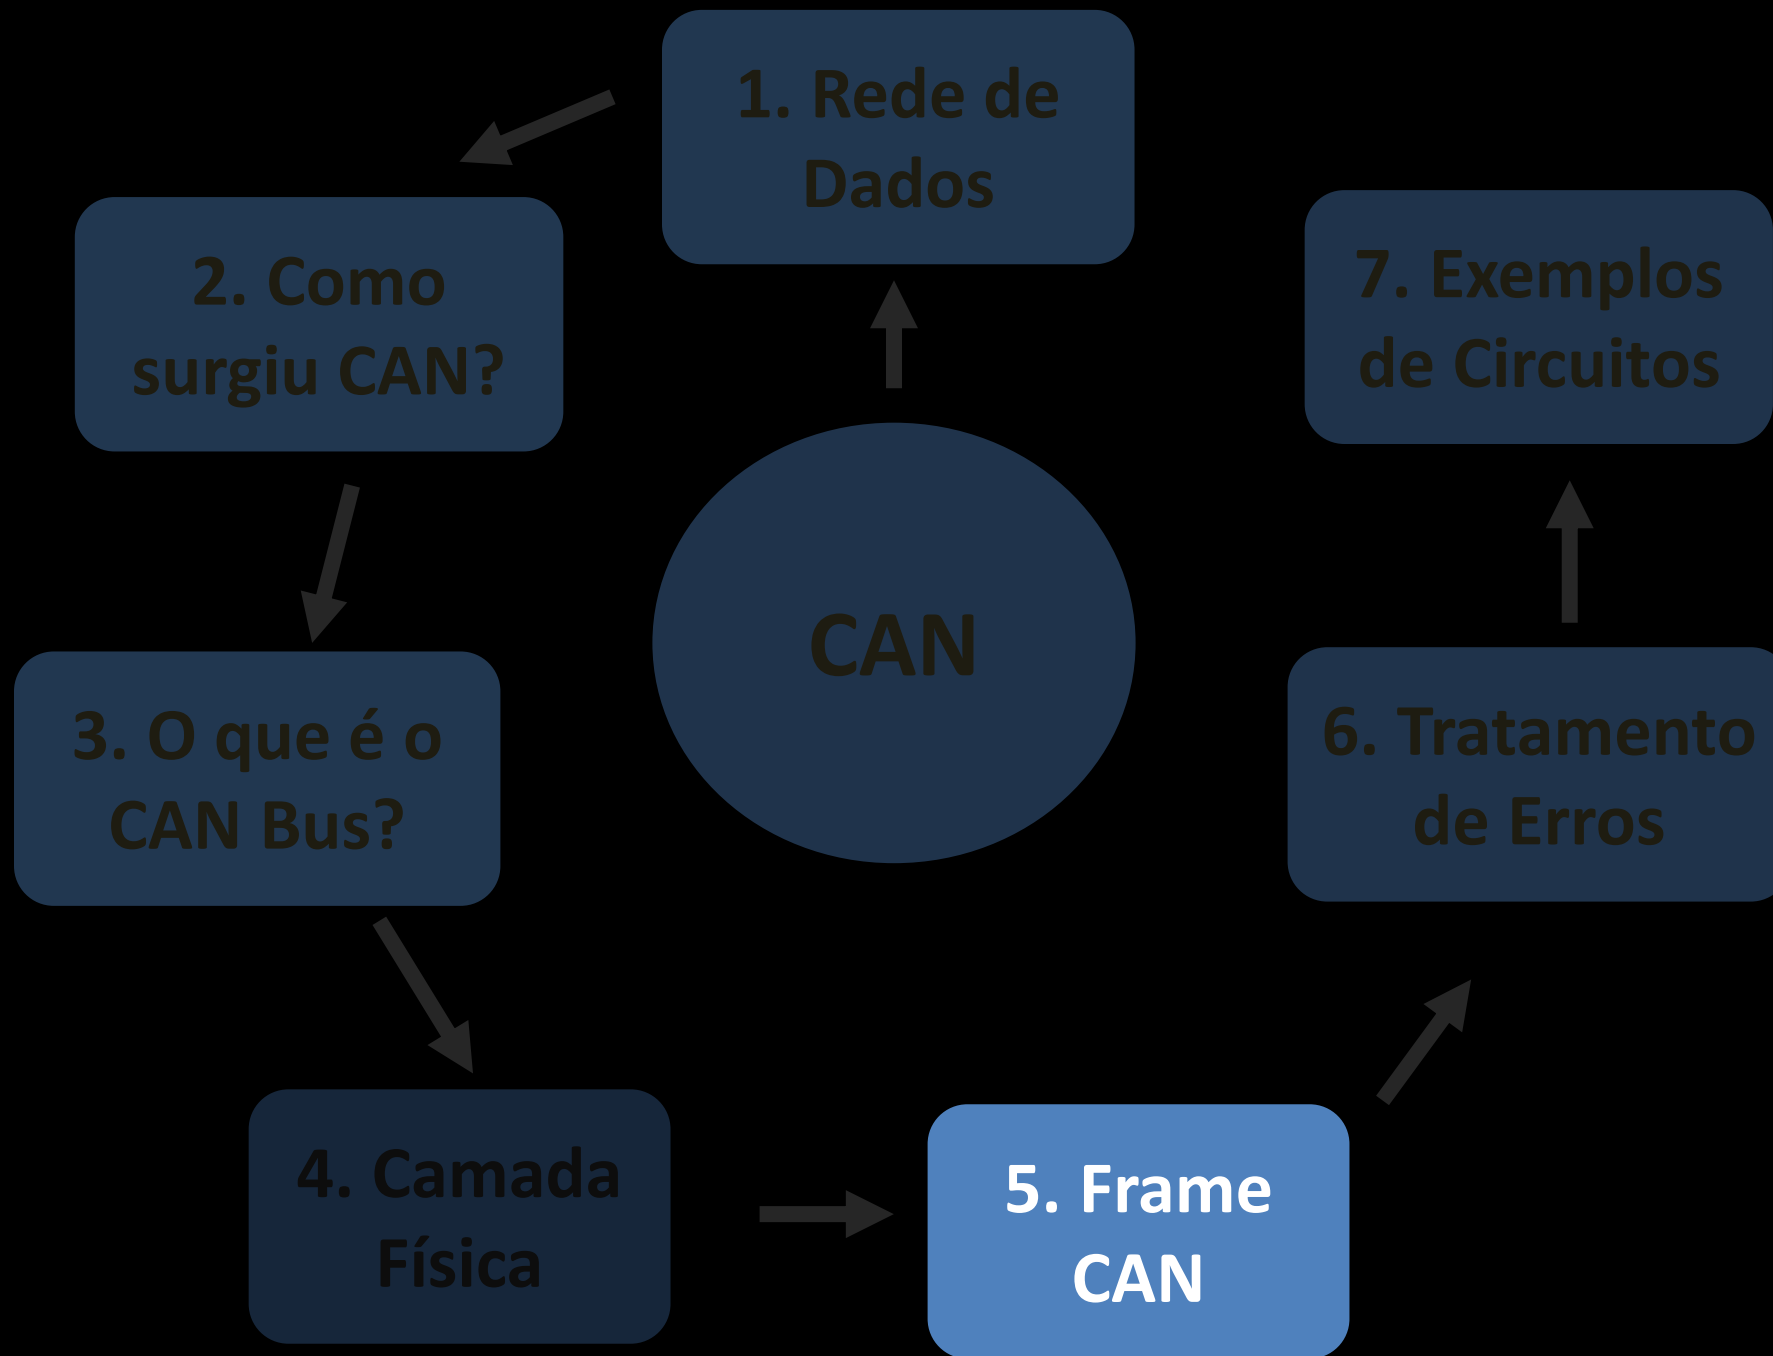 1. Rede de
Dados
2. Como
surgiu CAN?
3. O que é o
CAN Bus?
4. Camada
Física
5. Frame
CAN
6. Tratamento
de Erros
7. Exemplos
de Circuitos
CAN